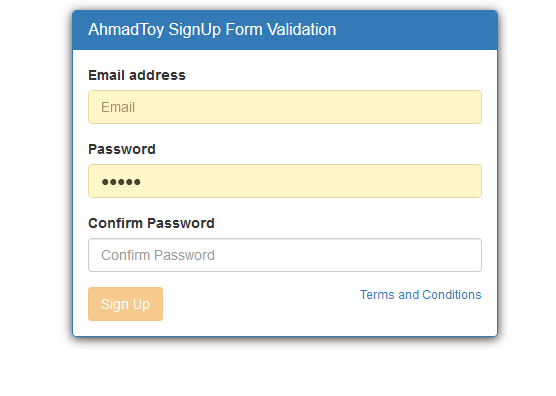 AhmadToy SignUp Form Validation
Email address
Email
Password
•••••
Confirm Password
Confirm Password
Sign Up Terms and Conditions